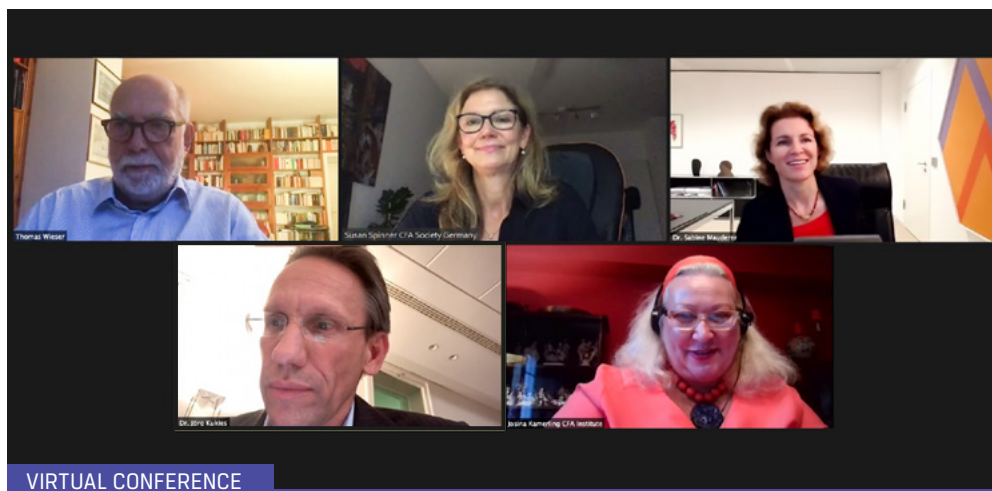 Thomas Wieser
Susan Spinner CFA Society Germany
Dr. Sabine Mauderer
Dr. Jörg Kukies
Josina Kamerling CFA Institute
VIRTUAL CONFERENCE